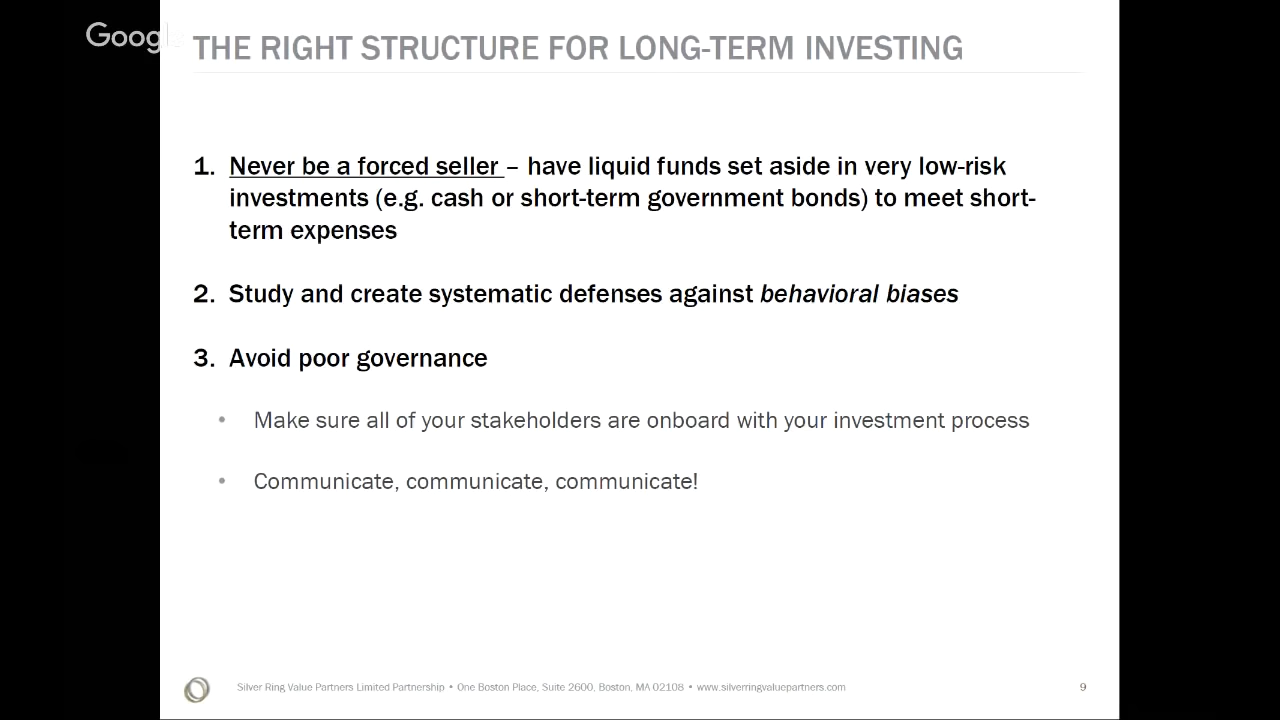 Google
THE RIGHT STRUCTURE FOR LONG-TERM INVESTING
1. Never be a forced seller – have liquid funds set aside in very low-risk
investments (e.g. cash or short-term government bonds) to meet short-
term expenses
2. Study and create systematic defenses against behavioral biases
3. Avoid poor governance
• Make sure all of your stakeholders are onboard with your investment process
• Communicate, communicate, communicate!
Silver Ring Value Partners Limited Partnership • One Boston Place, Suite 2600, Boston, MA 02108 • www.silverringvaluepartners.com
9